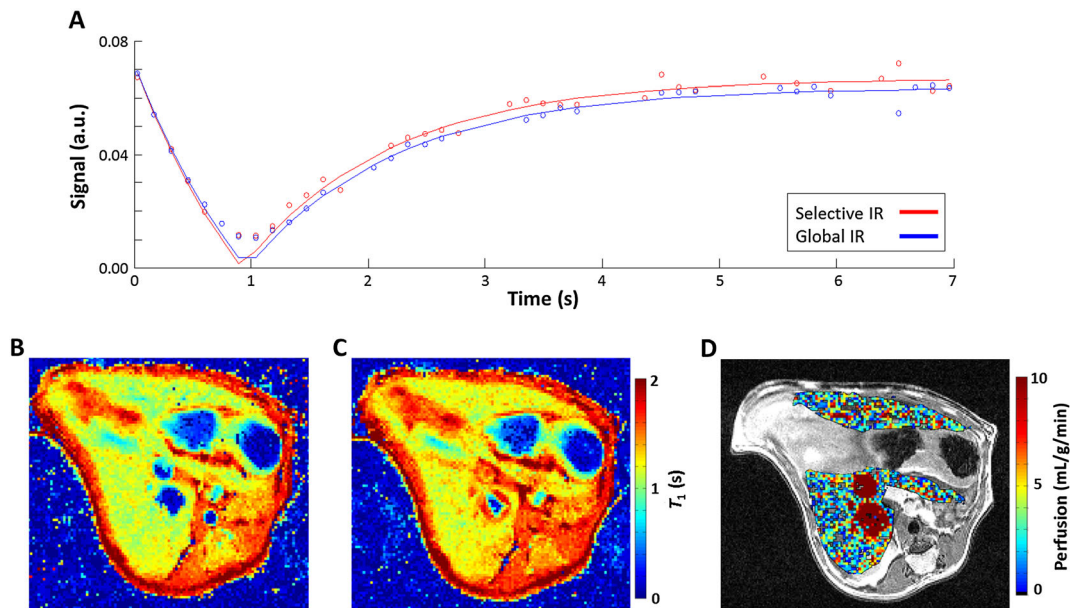 A
Signal (a.u.)
0.08
0.04
0.00
0 1 2 3 4 5 6 7
Time (s)
Selective IR
Global IR
B
C
D
2
1
0
T₁ (s)
10
5
0
Perfusion (mL/g/min)